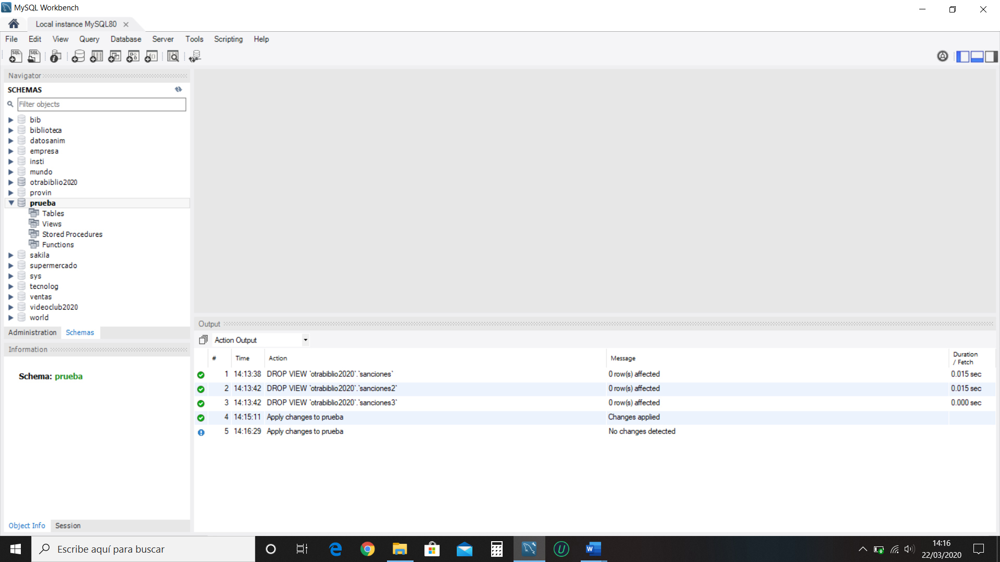 MySQL Workbench
Local instance MySQL80
File Edit View Query Database Server Tools Scripting Help
Navigator
SCHEMAS
Filter objects
bib
biblioteca
datosanim
empresa
insti
mundo
otrabiblio2020
provin
prueba
Tables
Views
Stored Procedures
Functions
sakila
supermercado
sys
tecnolog
ventas
videoclub2020
world
Administration Schemas
Information
Schema: prueba
Object Info Session
Output
Action Output
# Time Action Message Duration / Fetch
1 14:13:38 DROP VIEW `otrabiblio2020`.`sanciones` 0 row(s) affected 0.015 sec
2 14:13:42 DROP VIEW `otrabiblio2020`.`sanciones2` 0 row(s) affected 0.015 sec
3 14:13:42 DROP VIEW `otrabiblio2020`.`sanciones3` 0 row(s) affected 0.000 sec
4 14:15:11 Apply changes to prueba Changes applied
5 14:16:29 Apply changes to prueba No changes detected
Escribe aquí para buscar
14:16
22/03/2020